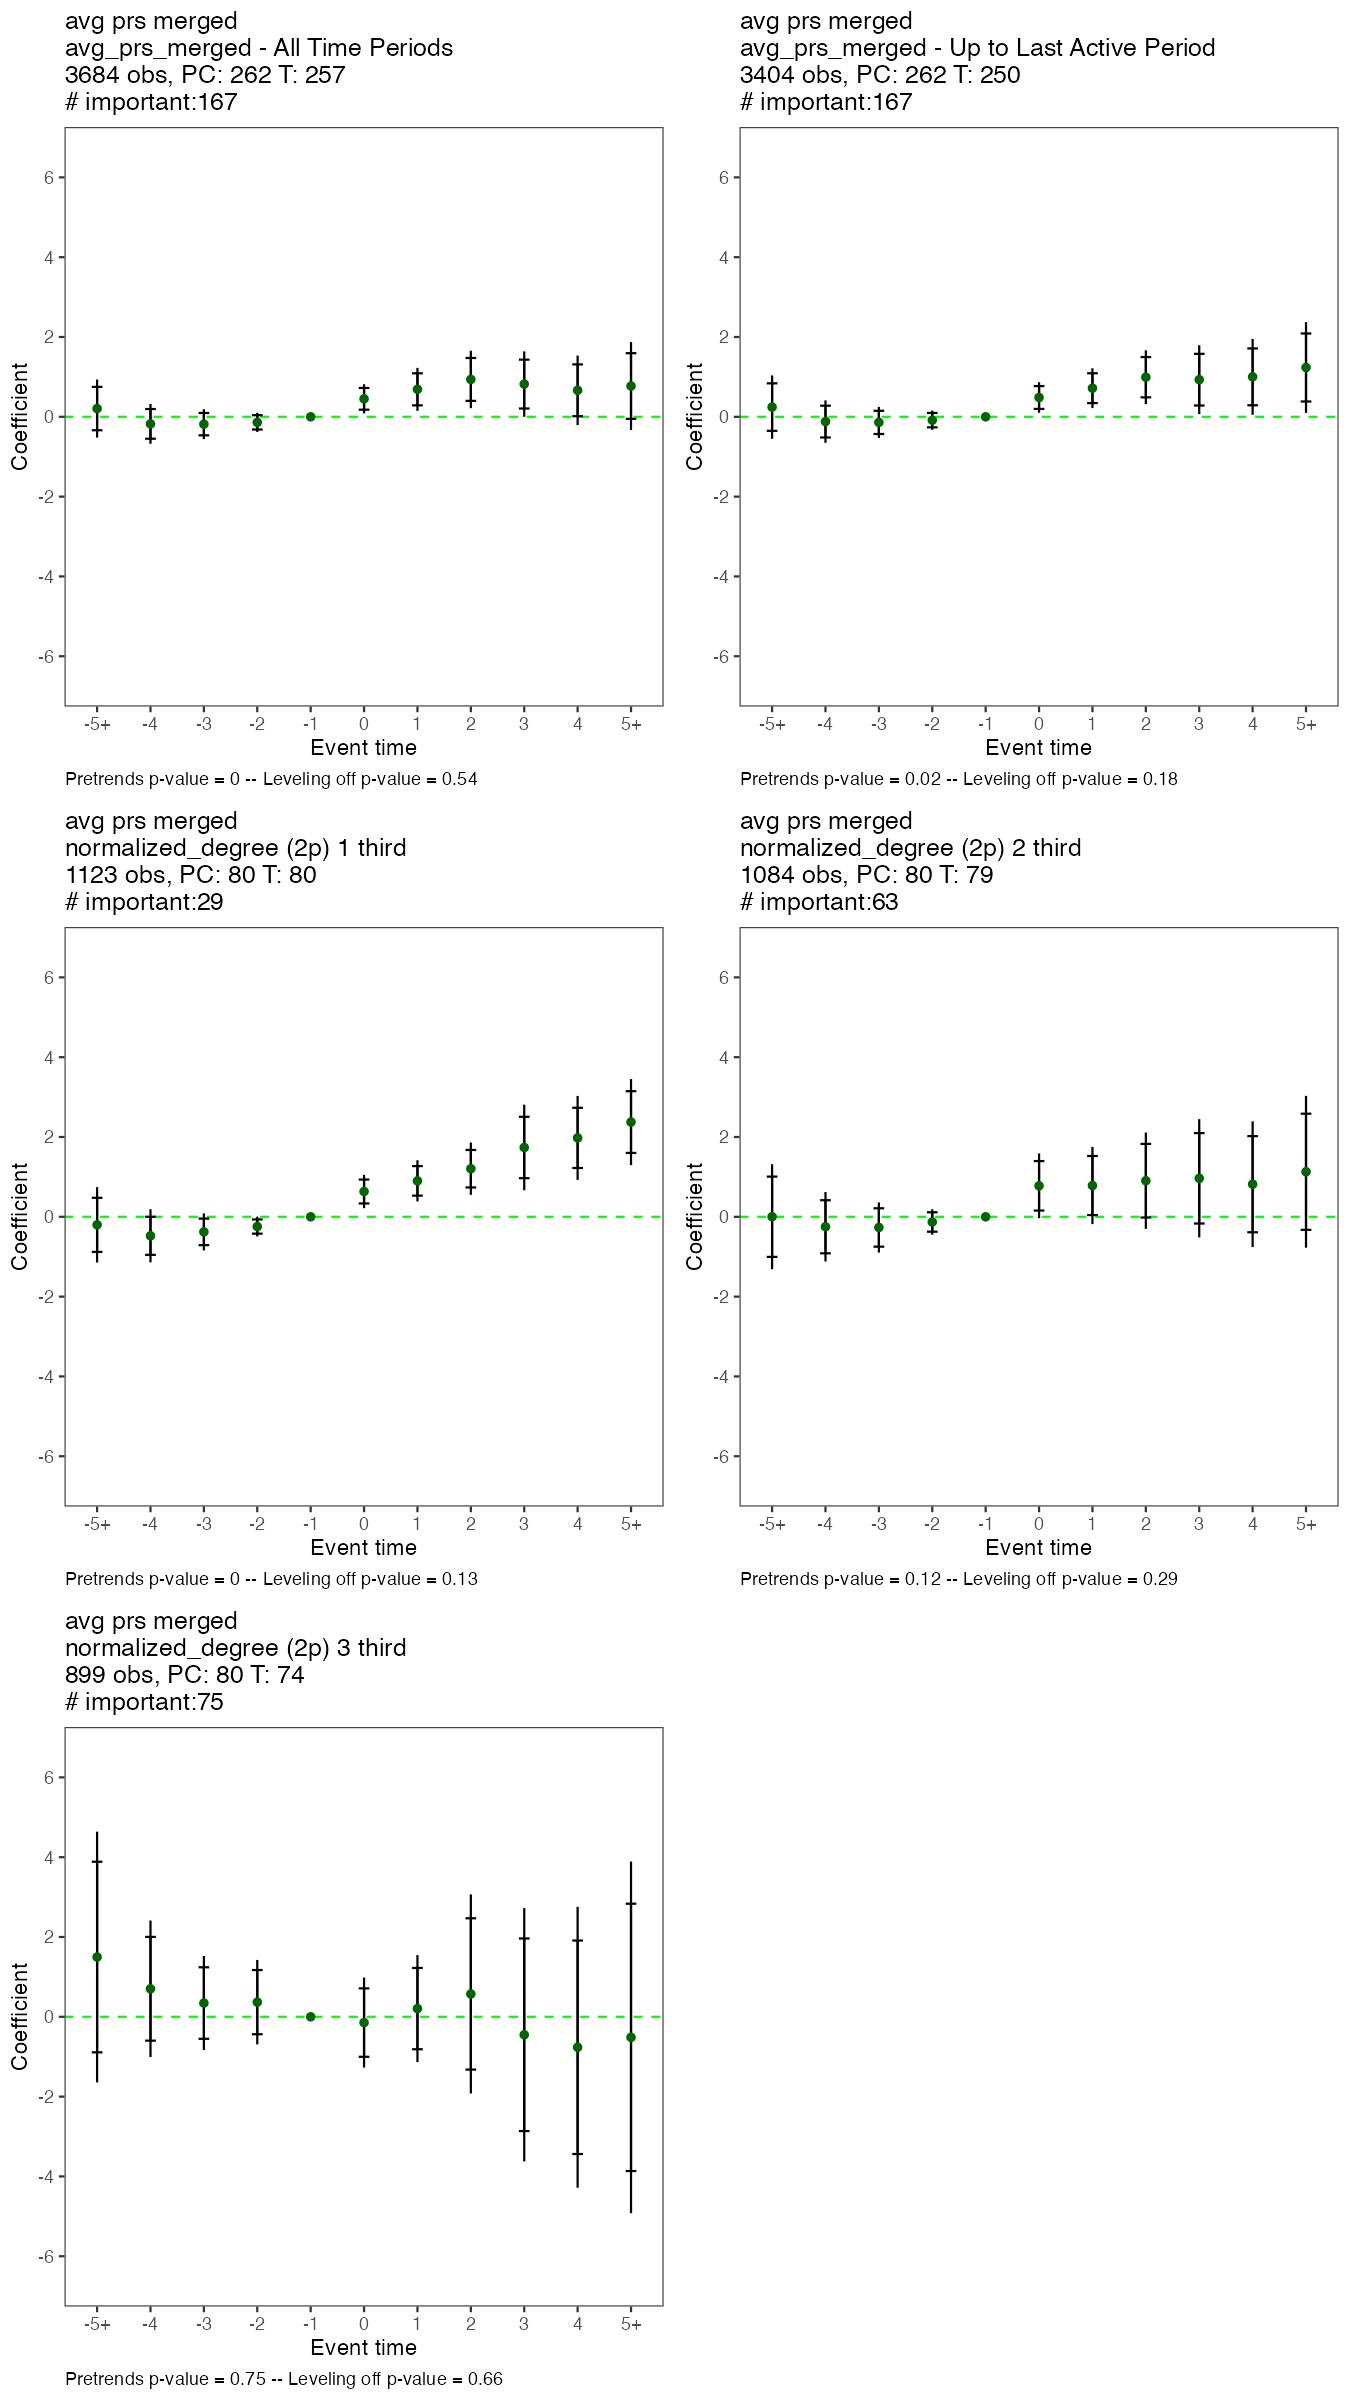 avg prs merged
avg_prs_merged - All Time Periods
3684 obs, PC: 262 T: 257
# important:167
6
4
2
0
-2
-4
-6
Coefficient
-5+ -4 -3 -2 -1 0 1 2 3 4 5+
Event time
Pretrends p-value = 0 -- Leveling off p-value = 0.54
avg prs merged
avg_prs_merged - Up to Last Active Period
3404 obs, PC: 262 T: 250
# important:167
6
4
2
0
-2
-4
-6
Coefficient
-5+ -4 -3 -2 -1 0 1 2 3 4 5+
Event time
Pretrends p-value = 0.02 -- Leveling off p-value = 0.18
avg prs merged
normalized_degree (2p) 1 third
1123 obs, PC: 80 T: 80
# important:29
6
4
2
0
-2
-4
-6
Coefficient
-5+ -4 -3 -2 -1 0 1 2 3 4 5+
Event time
Pretrends p-value = 0 -- Leveling off p-value = 0.13
avg prs merged
normalized_degree (2p) 2 third
1084 obs, PC: 80 T: 79
# important:63
6
4
2
0
-2
-4
-6
Coefficient
-5+ -4 -3 -2 -1 0 1 2 3 4 5+
Event time
Pretrends p-value = 0.12 -- Leveling off p-value = 0.29
avg prs merged
normalized_degree (2p) 3 third
899 obs, PC: 80 T: 74
# important:75
6
4
2
0
-2
-4
-6
Coefficient
-5+ -4 -3 -2 -1 0 1 2 3 4 5+
Event time
Pretrends p-value = 0.75 -- Leveling off p-value = 0.66